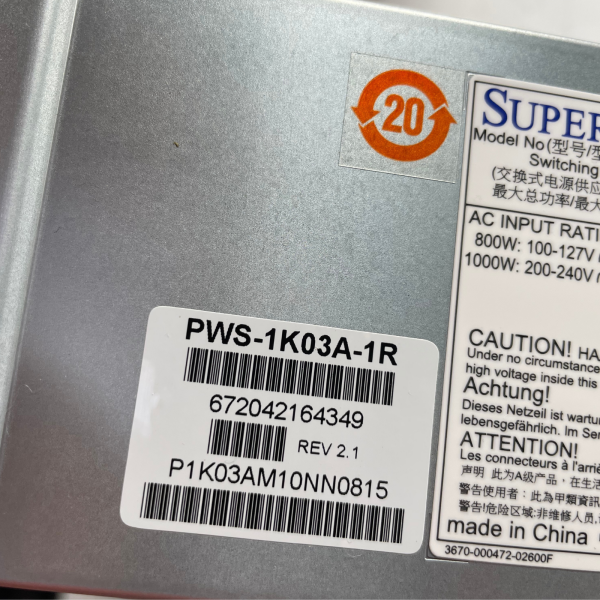 20
SUPER
Model No(型号/型
Switching
(交换式电源供应
最大总功率/最大
AC INPUT RATI
800W: 100-127V
1000W: 200-240V
CAUTION! HA
Under no circumstance
high voltage inside this
Achtung!
Dieses Netzeil ist wartu
lebensgefährlich. Im Ser
ATTENTION!
Les connecteurs à l'arriè
声明 此为A级产品，在生活
警告使用者：此為甲類資訊
警告!危险区域:非维修人员,
made in China
3670-000472-02600F
PWS-1K03A-1R
672042164349
REV 2.1
P1K03AM10NN0815